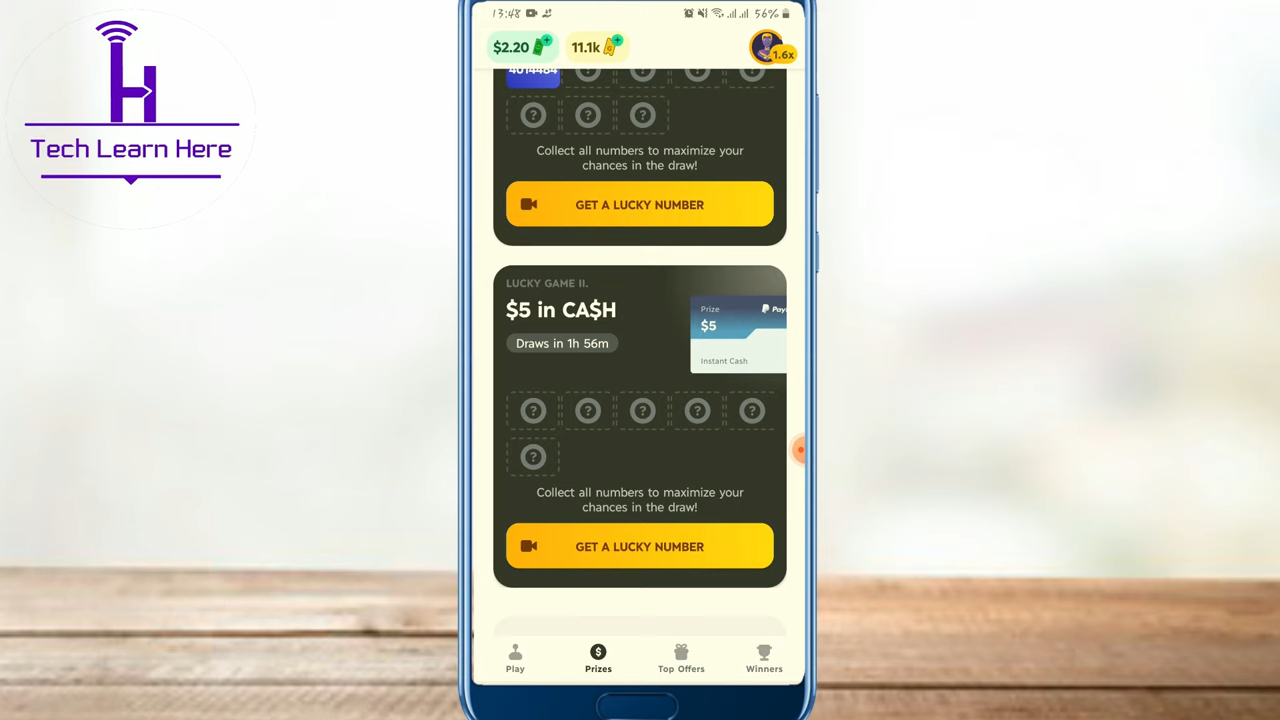 13:48
56%
$2.20
11.1k
1.6x
Tech Learn Here
4014484
Collect all numbers to maximize your
chances in the draw!
GET A LUCKY NUMBER
LUCKY GAME II.
$5 in CA$H
Draws in 1h 56m
Prize
$5
Instant Cash
Collect all numbers to maximize your
chances in the draw!
GET A LUCKY NUMBER
Play
Prizes
Top Offers
Winners